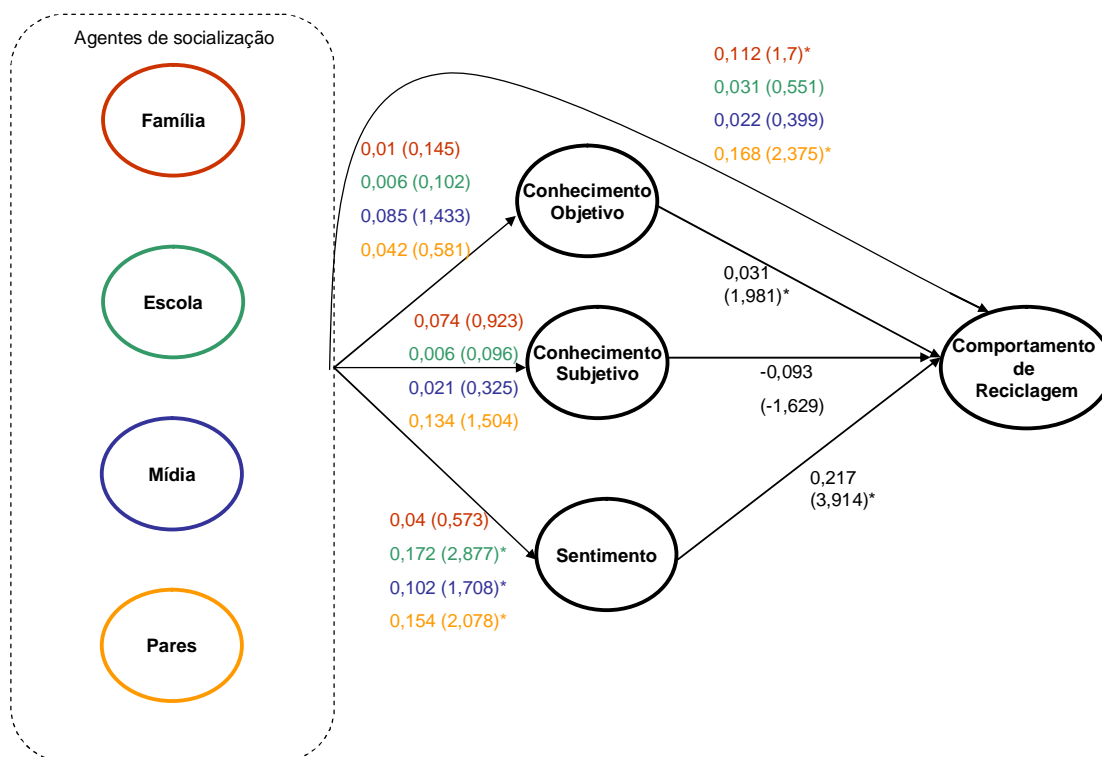 Agentes de socialização
Família
Escola
Mídia
Pares
0,112 (1,7)*
0,031 (0,551)
0,022 (0,399)
0,168 (2,375)*
0,01 (0,145)
0,006 (0,102)
0,085 (1,433)
0,042 (0,581)
Conhecimento
Objetivo
0,031
(1,981)*
0,074 (0,923)
0,006 (0,096)
0,021 (0,325)
0,134 (1,504)
Conhecimento
Subjetivo
-0,093
(-1,629)
Comportamento
de
Reciclagem
0,217
(3,914)*
0,04 (0,573)
0,172 (2,877)*
0,102 (1,708)*
0,154 (2,078)*
Sentimento